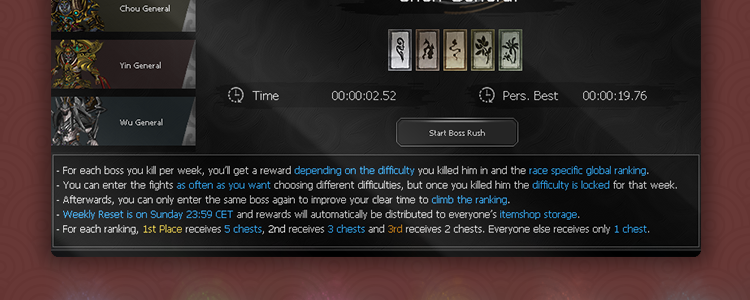 Chou General
Yin General
Time 00:00:02.52 Pers. Best 00:00:19.76
Wu General
Start Boss Rush
- For each boss you kill per week, you'll get a reward depending on the difficulty you killed him in and the race specific global ranking.
- You can enter the fights as often as you want choosing different difficulties, but once you killed him the difficulty is locked for that week.
- Afterwards, you can only enter the same boss again to improve your clear time to climb the ranking.
- Weekly Reset is on Sunday 23:59 CET and rewards will automatically be distributed to everyone's itemshop storage.
- For each ranking, 1st Place receives 5 chests, 2nd receives 3 chests and 3rd receives 2 chests. Everyone else receives only 1 chest.